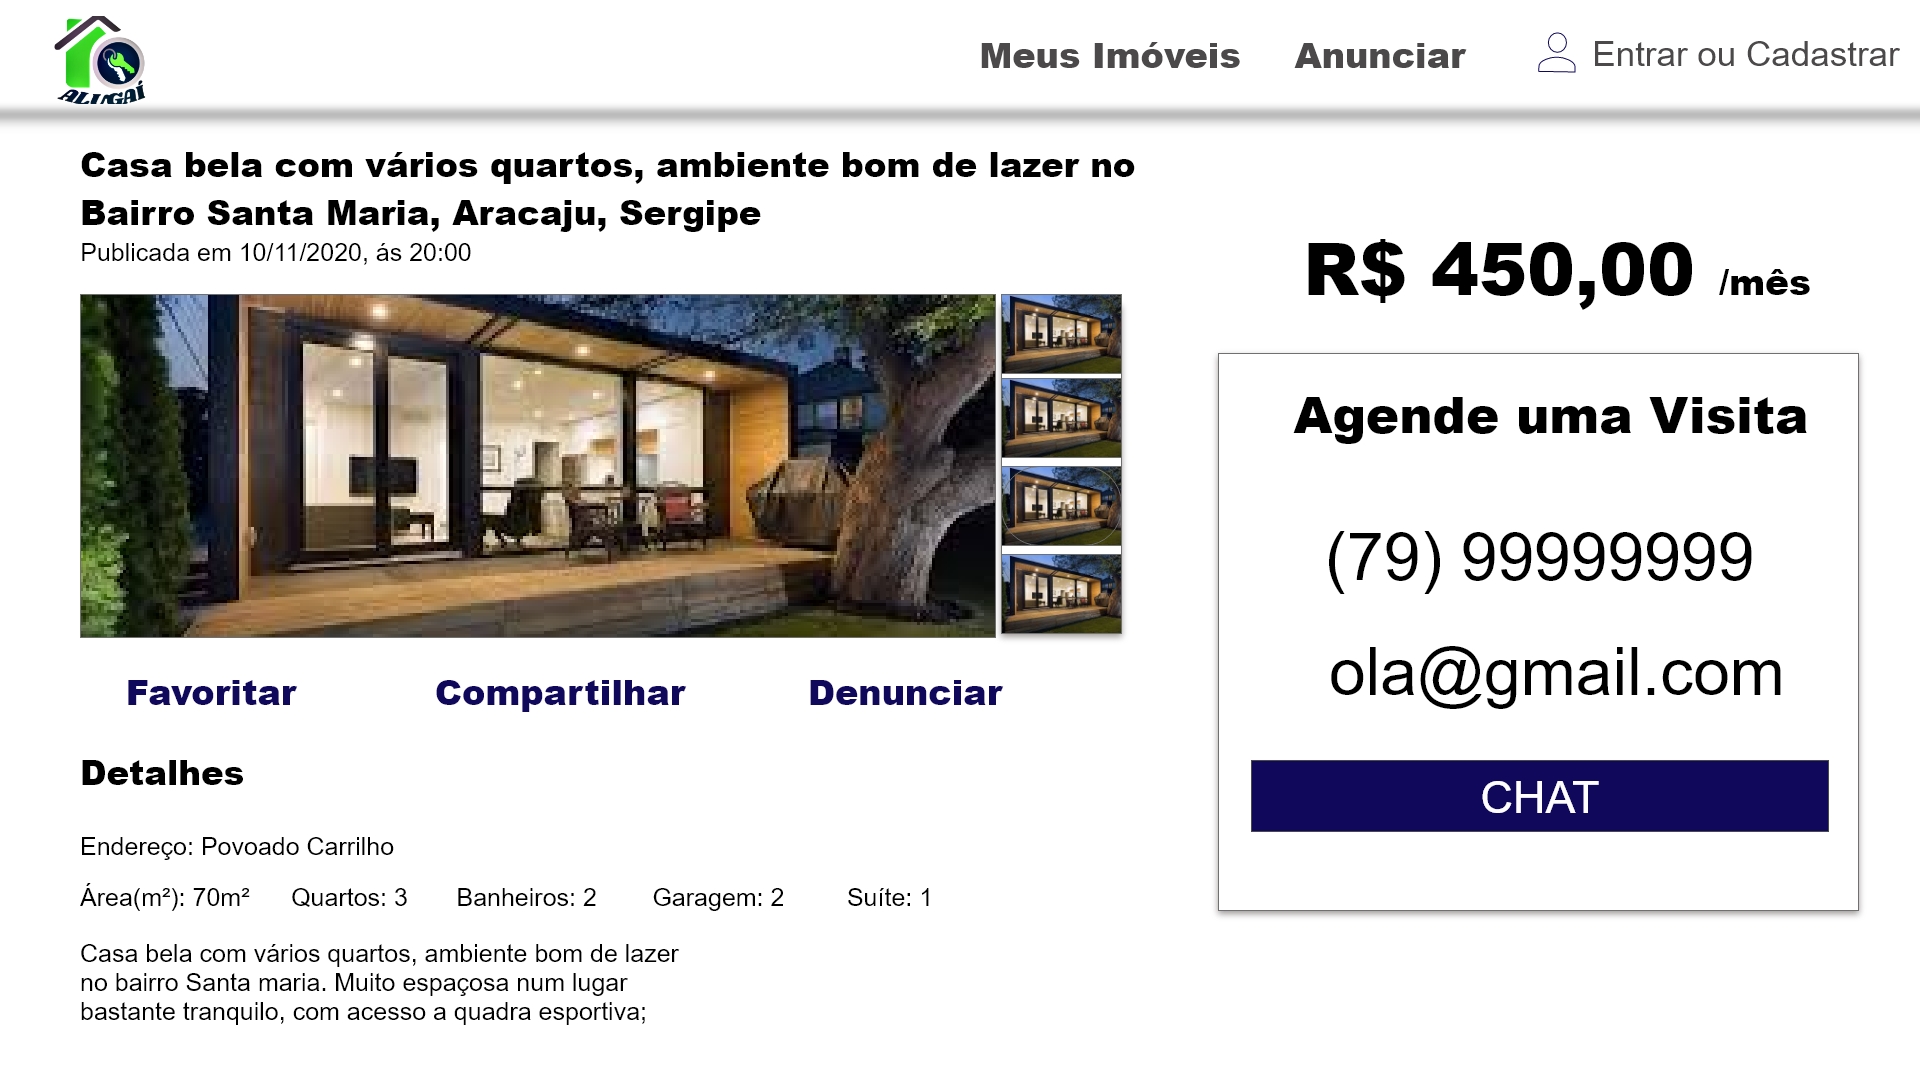 ALUGAÍ
Meus Imóveis
Anunciar
Entrar ou Cadastrar
Casa bela com vários quartos, ambiente bom de lazer no
Bairro Santa Maria, Aracaju, Sergipe
Publicada em 10/11/2020, ás 20:00
R$ 450,00 /mês
Agende uma Visita
(79) 99999999
ola@gmail.com
CHAT
Favoritar
Compartilhar
Denunciar
Detalhes
Endereço: Povoado Carrilho
Área(m²): 70m² Quartos: 3 Banheiros: 2 Garagem: 2 Suíte: 1
Casa bela com vários quartos, ambiente bom de lazer
no bairro Santa maria. Muito espaçosa num lugar
bastante tranquilo, com acesso a quadra esportiva;